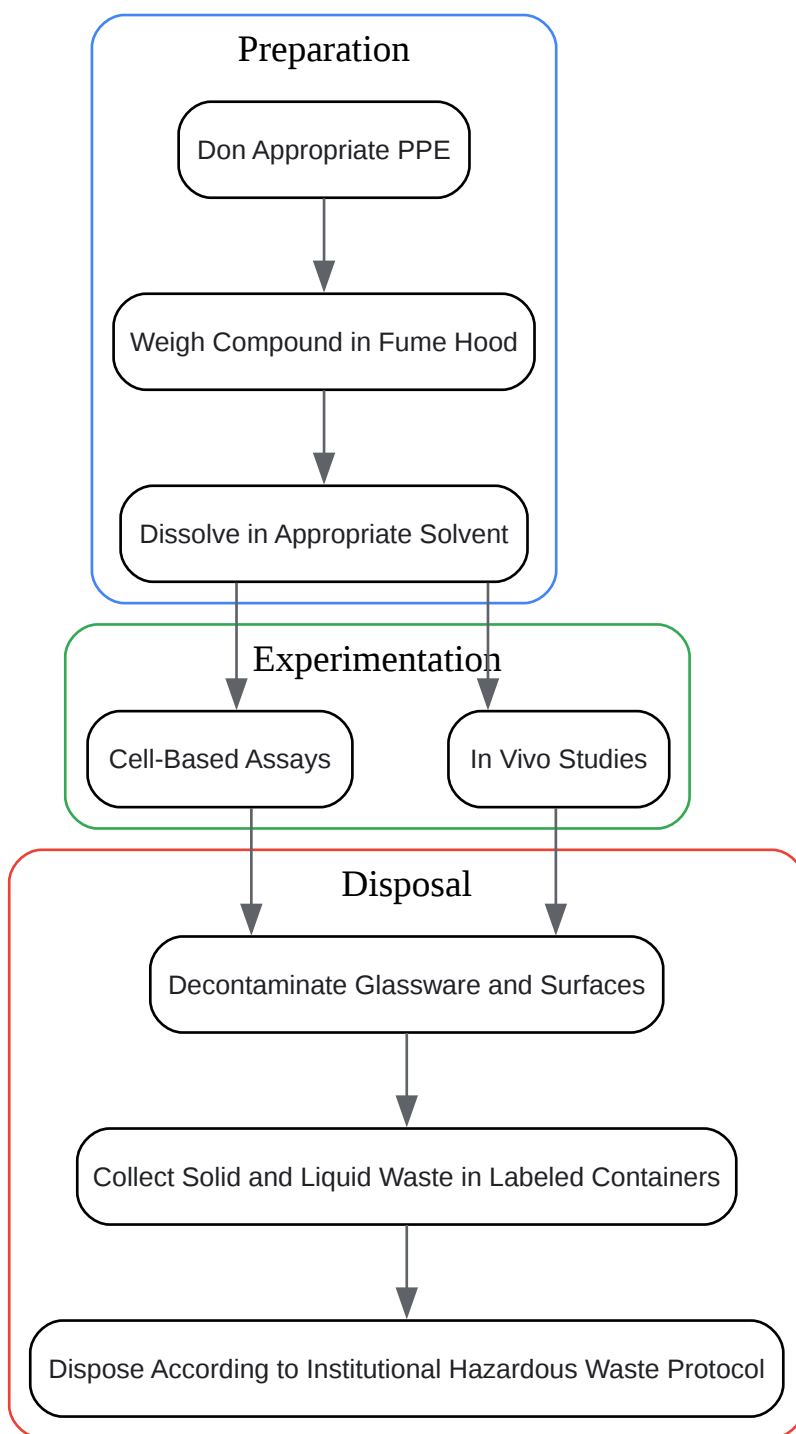 Preparation
Don Appropriate PPE
Weigh Compound in Fume Hood
Dissolve in Appropriate Solvent
Experimentation
Cell-Based Assays
In Vivo Studies
Disposal
Decontaminate Glassware and Surfaces
Collect Solid and Liquid Waste in Labeled Containers
Dispose According to Institutional Hazardous Waste Protocol